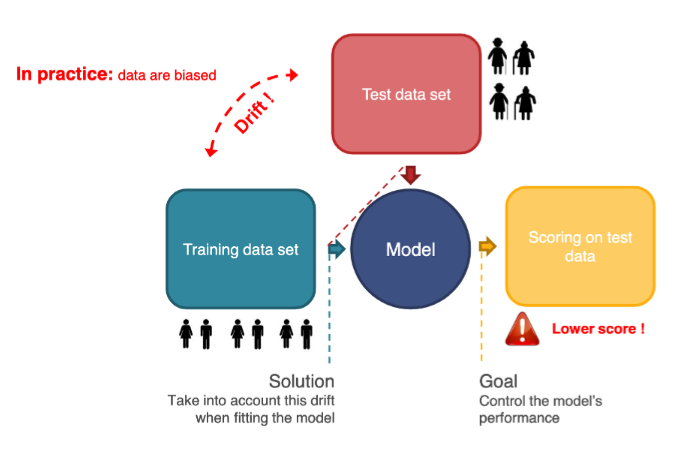 In practice: data are biased
Drift !
Test data set
Training data set
Model
Scoring on test
data
Lower score !
Solution
Take into account this drift
when fitting the model
Goal
Control the model's
performance